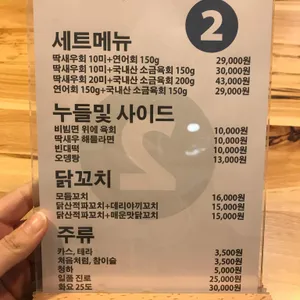 2
세트메뉴
딱새우회 10미+연어회 150g 29,000원
딱새우회 10미+국내산 소금육회 150g 30,000원
딱새우회 20미+국내산 소금육회 200g 43,000원
연어회 150g+국내산 소금육회 150g 29,000원
누들및 사이드
비빔면 위에 육회 10,000원
딱새우 해물라면 10,000원
빈대떡 10,000원
오뎅탕 13,000원
닭꼬치
모듬꼬치 16,000원
닭산적파꼬치+데리야끼꼬치 15,000원
닭산적파꼬치+매운맛닭꼬치 15,000원
주류
카스, 테라 3,500원
처음처럼, 참이슬 3,500원
청하 5,000원
일품 진로 25,000원
화요 25도 30,000원